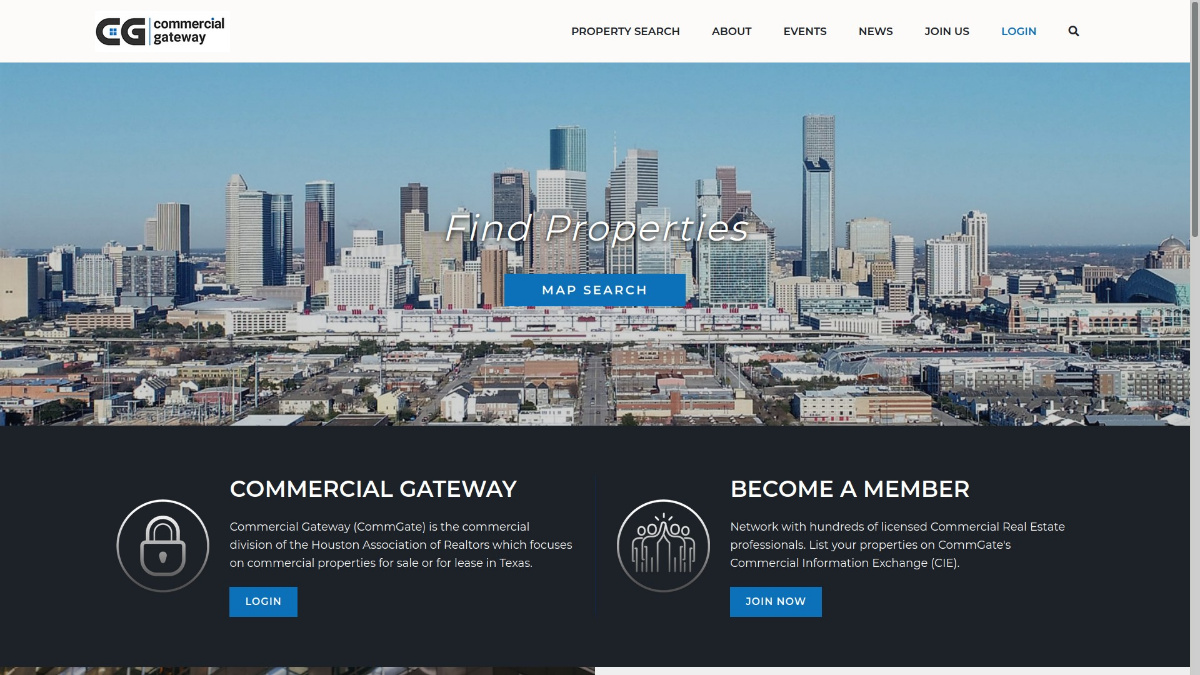 commercial
gateway
PROPERTY SEARCH
ABOUT
EVENTS
NEWS
JOIN US
LOGIN
Find Properties
MAP SEARCH
COMMERCIAL GATEWAY
Commercial Gateway (CommGate) is the commercial
division of the Houston Association of Realtors which focuses
on commercial properties for sale or for lease in Texas.
LOGIN
BECOME A MEMBER
Network with hundreds of licensed Commercial Real Estate
professionals. List your properties on CommGate's
Commercial Information Exchange (CIE).
JOIN NOW